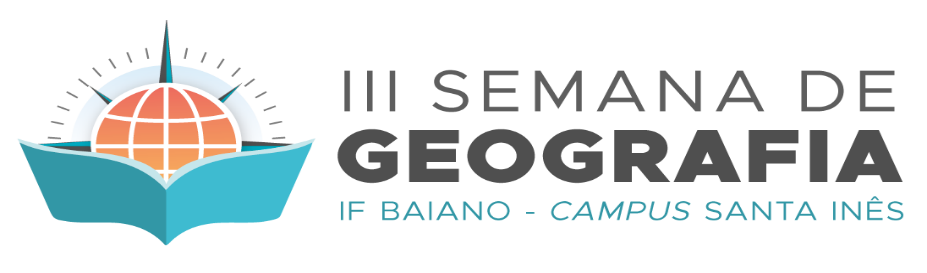 III SEMANA DE
GEOGRAFIA
IF BAIANO - CAMPUS SANTA INÊS